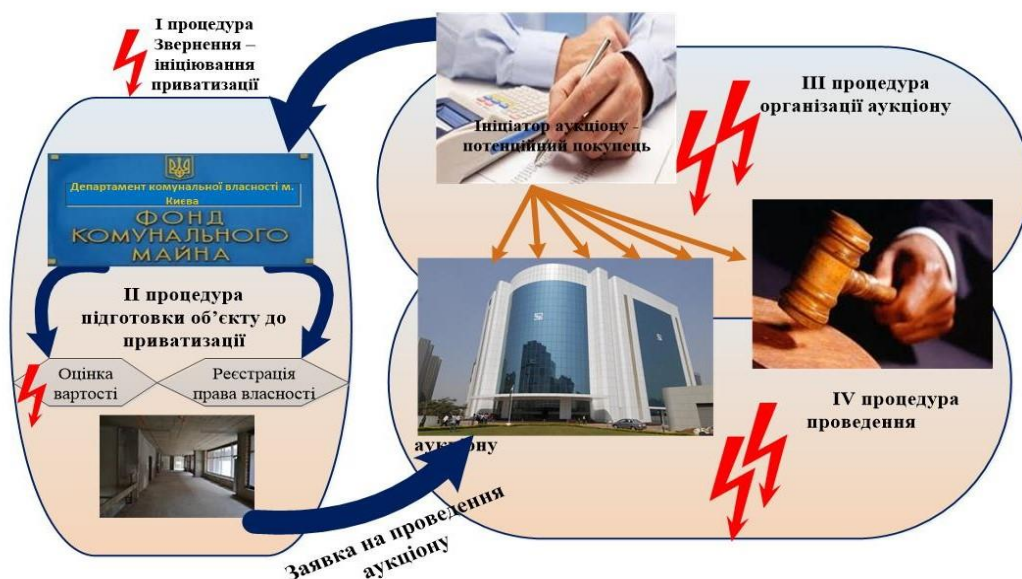 І процедура
Звернення –
ініціювання
приватизації
Ініціатор аукціону -
потенційний покупець
ІІІ процедура
організації аукціону
Департамент комунальної власності м.
Києва
ФОНД
КОМУНАЛЬНОГО
МАЙНА
ІІ процедура
підготовки об’єкту до
приватизації
Оцінка
вартості
Реєстрація
права власності
IV процедура
проведення
аукціону
Заявка на проведення
аукціону